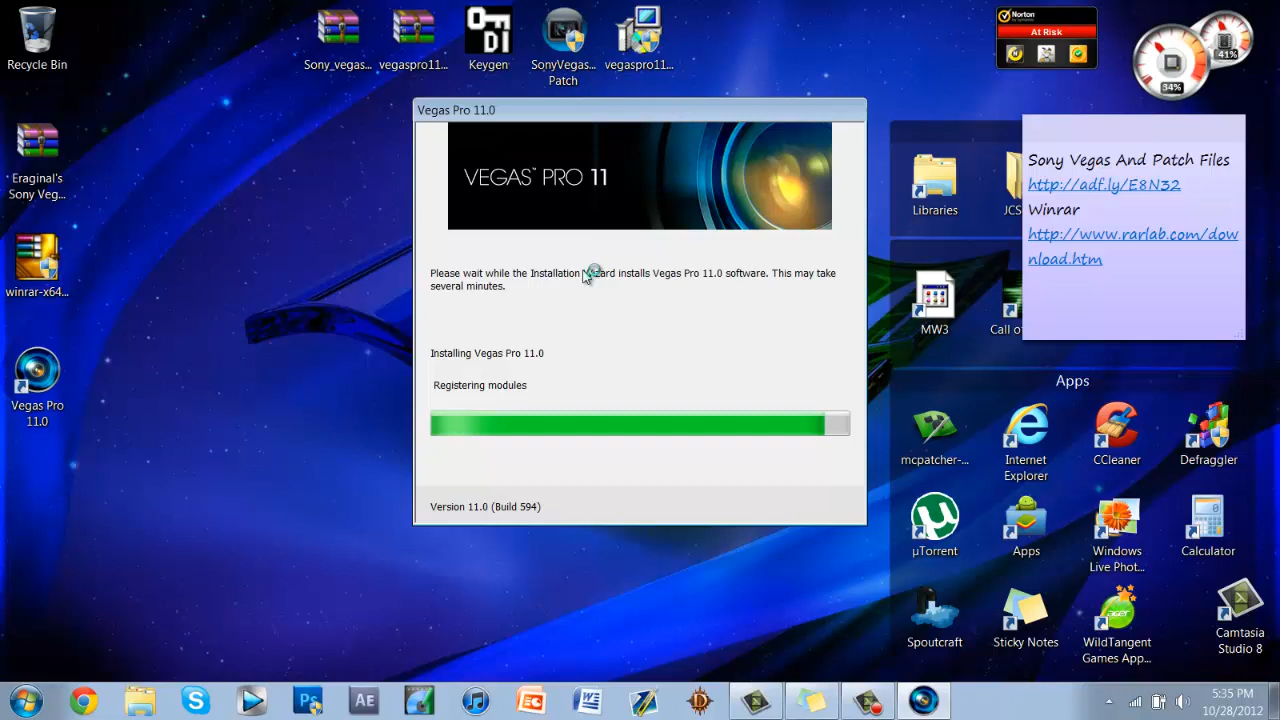 Recycle Bin
Sony_vegas...
vegaspro11...
Keygen
SonyVegas...
Patch
vegaspro11...
Norton
by Symantec
At Risk
41%
34%
Eraginal's
Sony Veg...
winrar-x64...
Vegas Pro
11.0
Vegas Pro 11.0
VEGAS™ PRO 11
Please wait while the Installation installs Vegas Pro 11.0 software. This may take
several minutes.
Installing Vegas Pro 11.0
Registering modules
Version 11.0 (Build 594)
Sony Vegas And Patch Files
http://adf.ly/E8N32
Winrar
http://www.rarlab.com/dow
nload.htm
Libraries
JCS
MW3
Call of
Apps
mcpatcher-...
Internet
Explorer
CCleaner
Defraggler
µTorrent
Apps
Windows
Live Phot...
Calculator
Spoutcraft
Sticky Notes
WildTangent
Games App...
Camtasia
Studio 8
Ps
AE
5:35 PM
10/28/2012